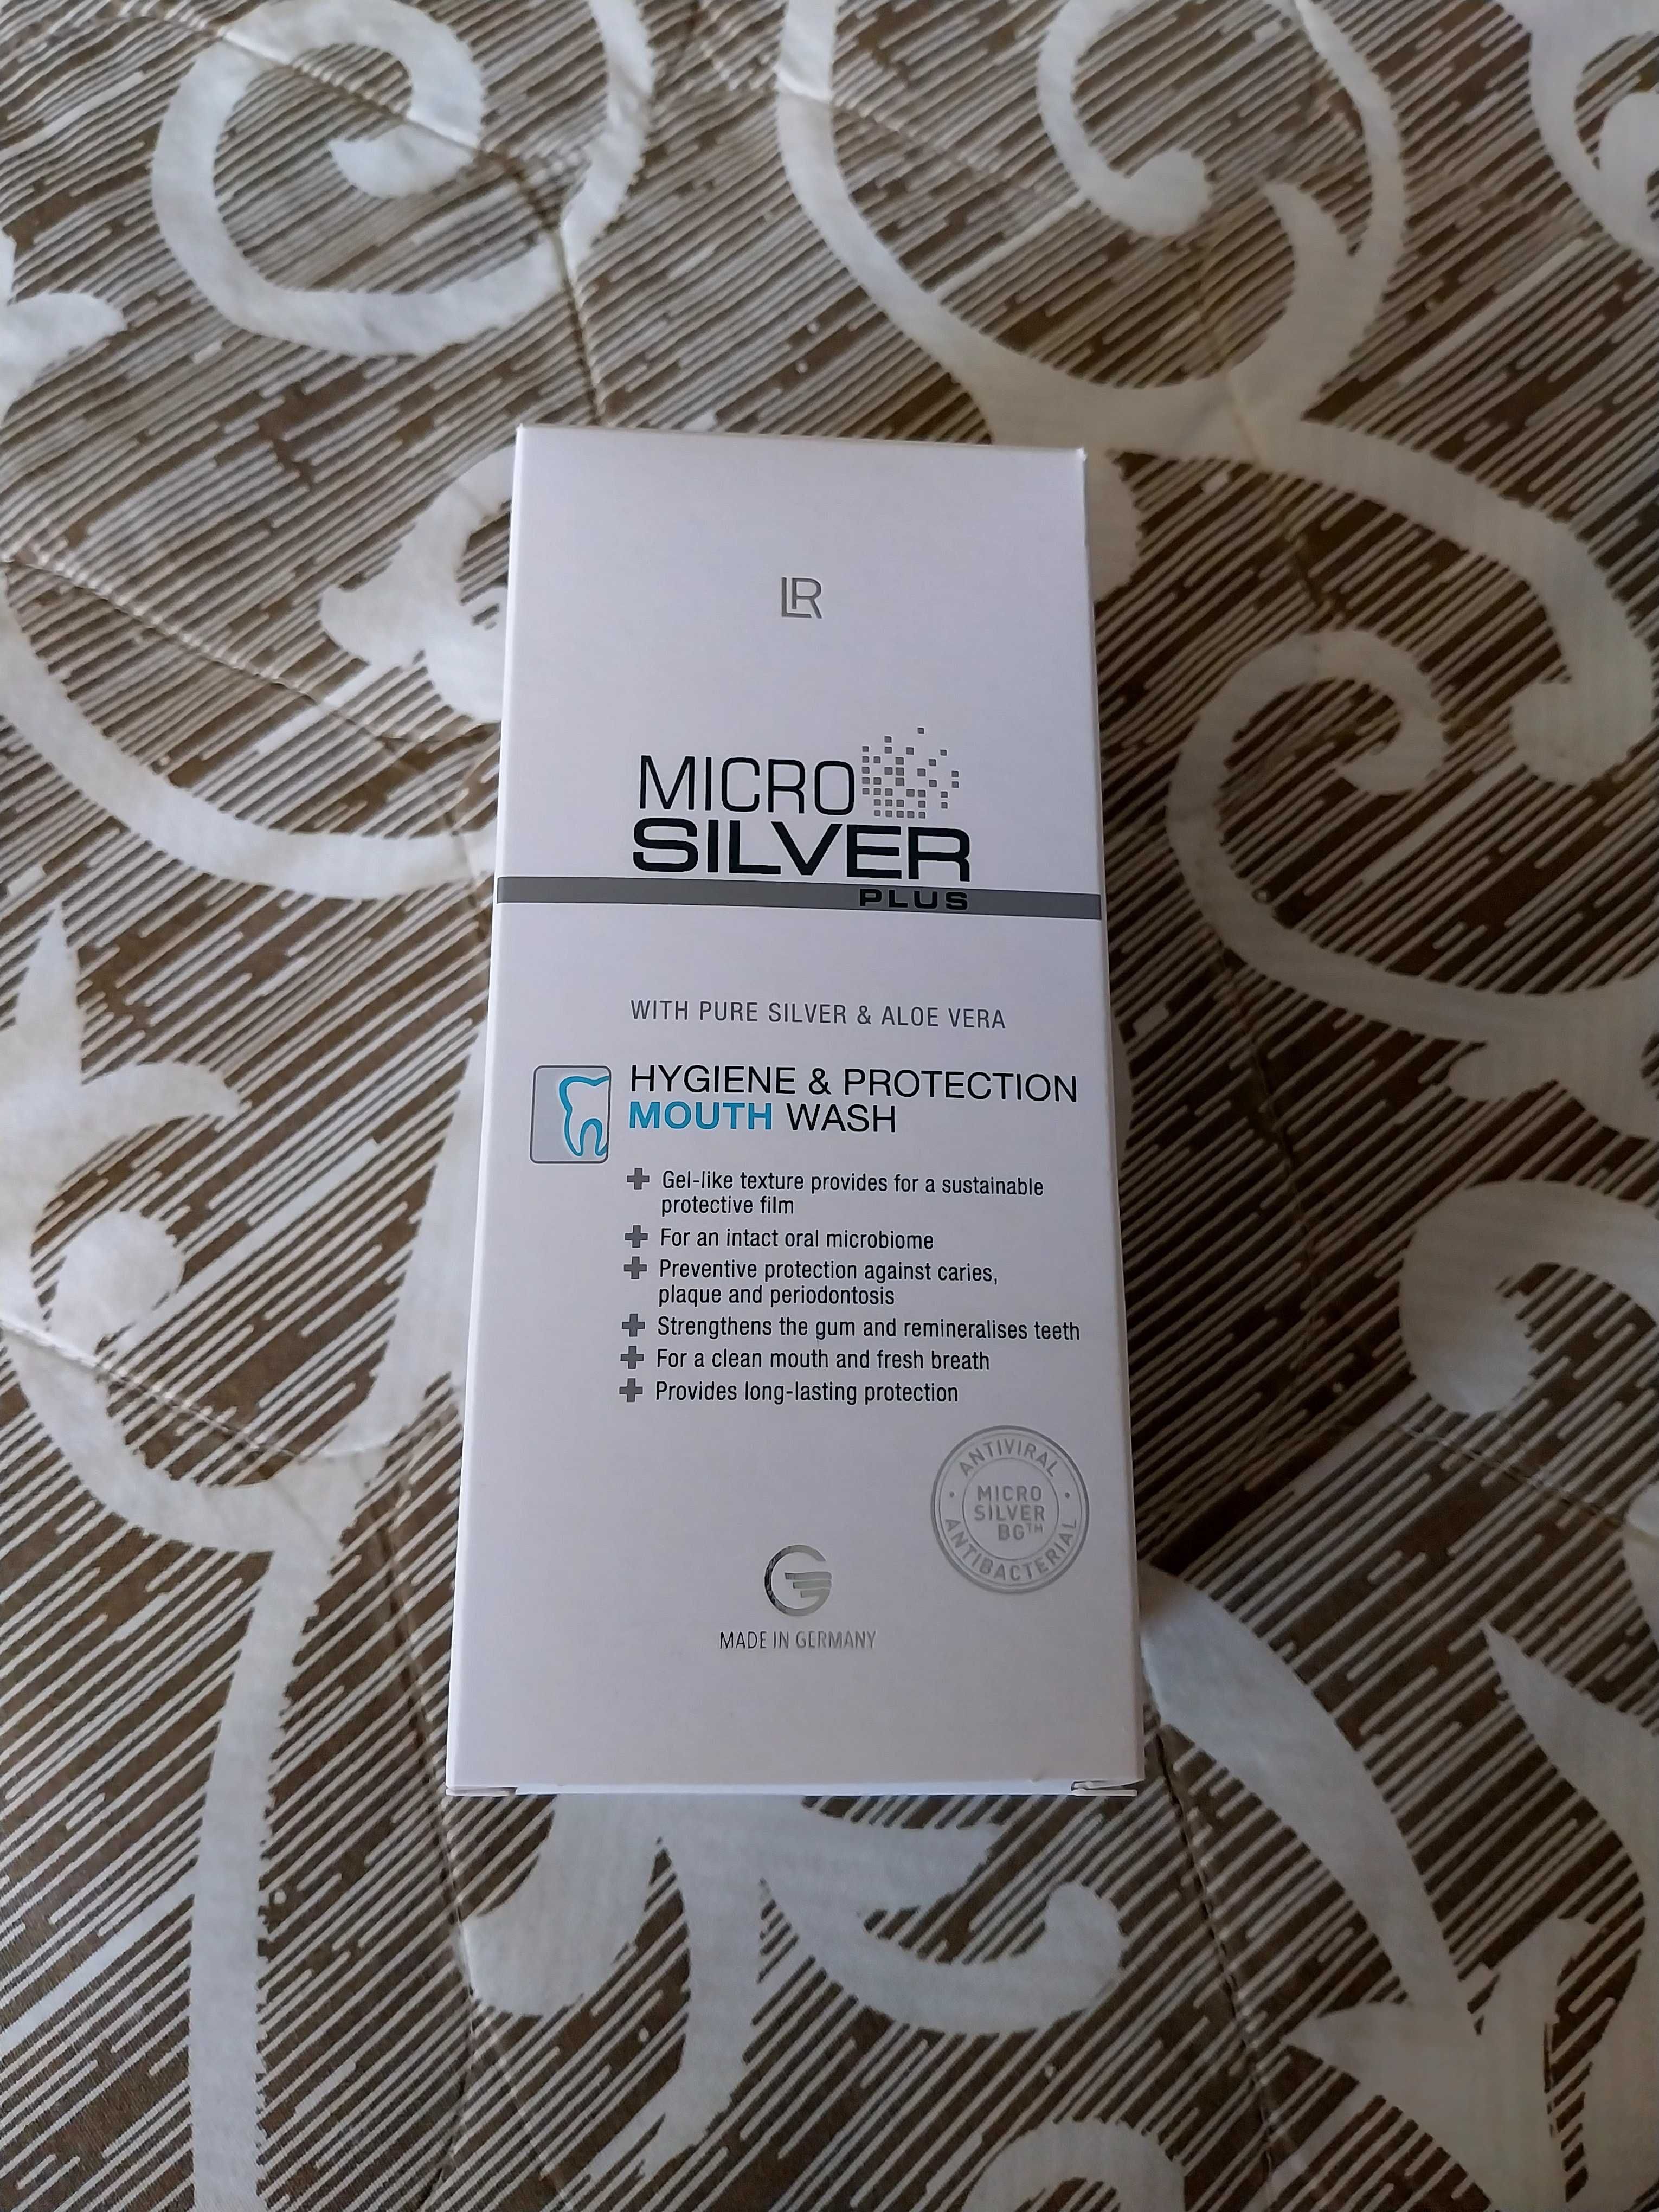 LR
MICRO
SILVER
PLUS
WITH PURE SILVER & ALOE VERA
HYGIENE & PROTECTION
MOUTH WASH
Gel-like texture provides for a sustainable
protective film
For an intact oral microbiome
Preventive protection against caries,
plaque and periodontosis
Strengthens the gum and remineralises teeth
For a clean mouth and fresh breath
Provides long-lasting protection
ANTIVIRAL
MICRO
SILVER
BG™
ANTIBACTERIAL
G
MADE IN GERMANY